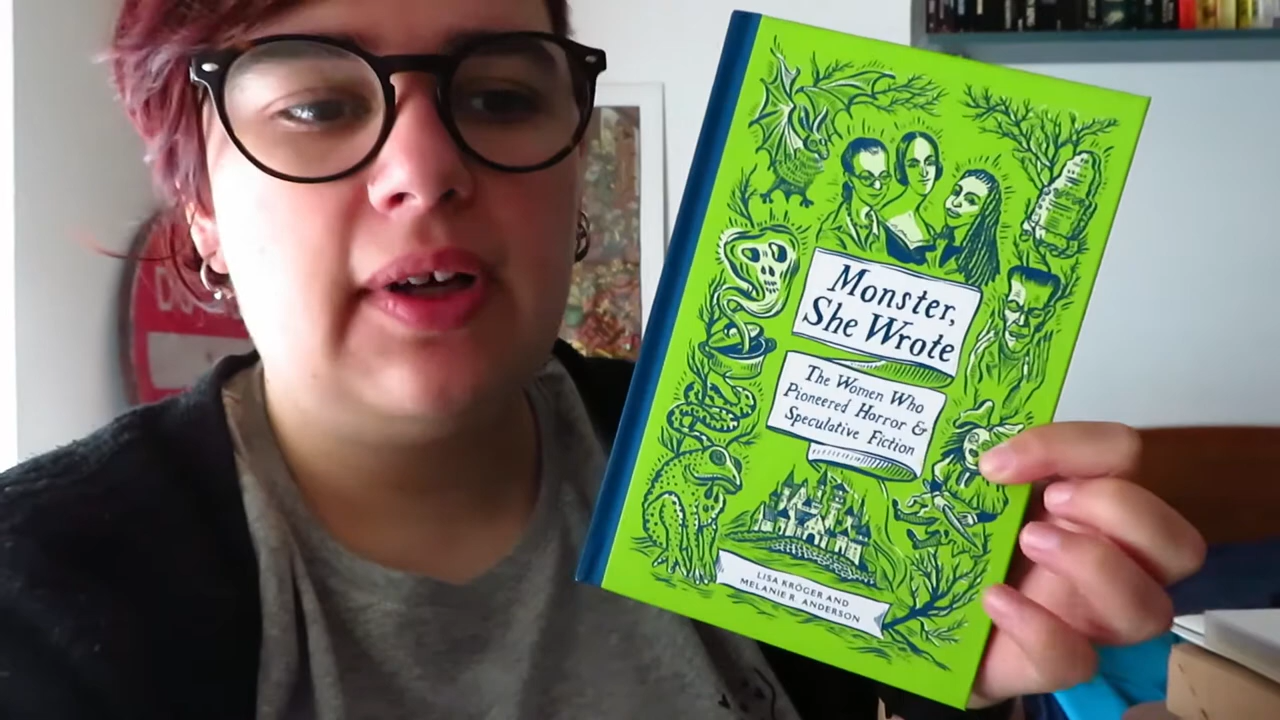 Monster,
She Wrote
The Women Who
Pioneered Horror &
Speculative Fiction
LISA KRÖGER AND
MELANIE R. ANDERSON